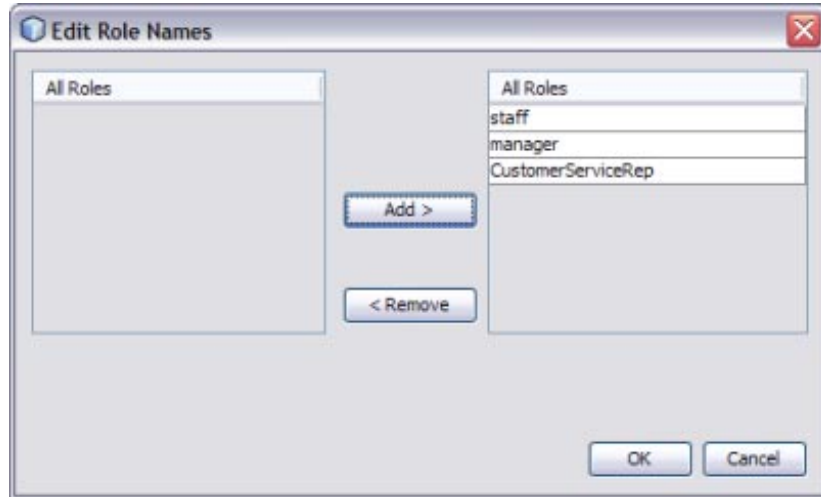 Edit Role Names
All Roles
All Roles
staff
manager
CustomerServiceRep
Add >
< Remove
OK
Cancel